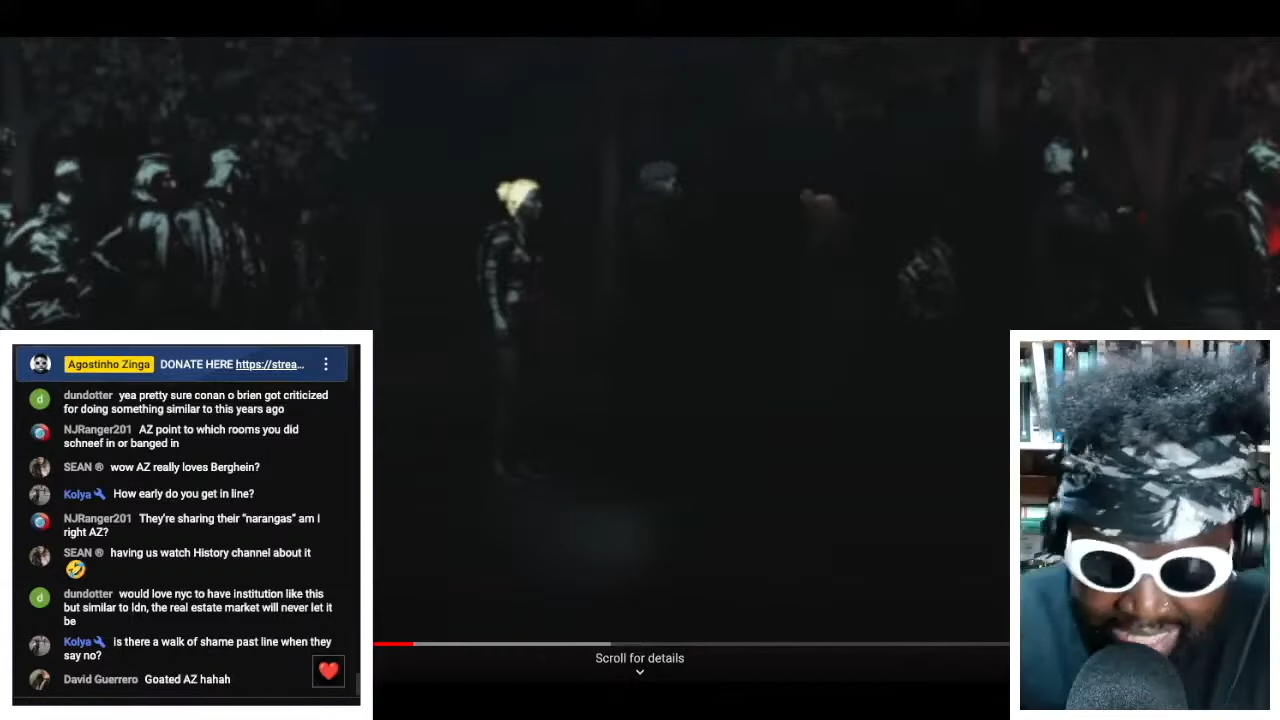 Agostinho Zinga DONATE HERE https://strea...
dundotter yea pretty sure conan o brien got criticized
for doing something similar to this years ago
NJRanger201 AZ point to which rooms you did
schneef in or banged in
SEAN ® wow AZ really loves Berghein?
Kolya How early do you get in line?
NJRanger201 They're sharing their "narangas" am I
right AZ?
SEAN ® having us watch History channel about it
🤣
dundotter would love nyc to have institution like this
but similar to ldn, the real estate market will never let it
be
Kolya is there a walk of shame past line when they
say no?
David Guerrero Goated AZ hahah
Scroll for details